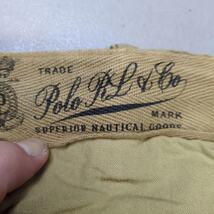 TRADE
Polo RL & Co
MARK
SUPERIOR NAUTICAL GOODS